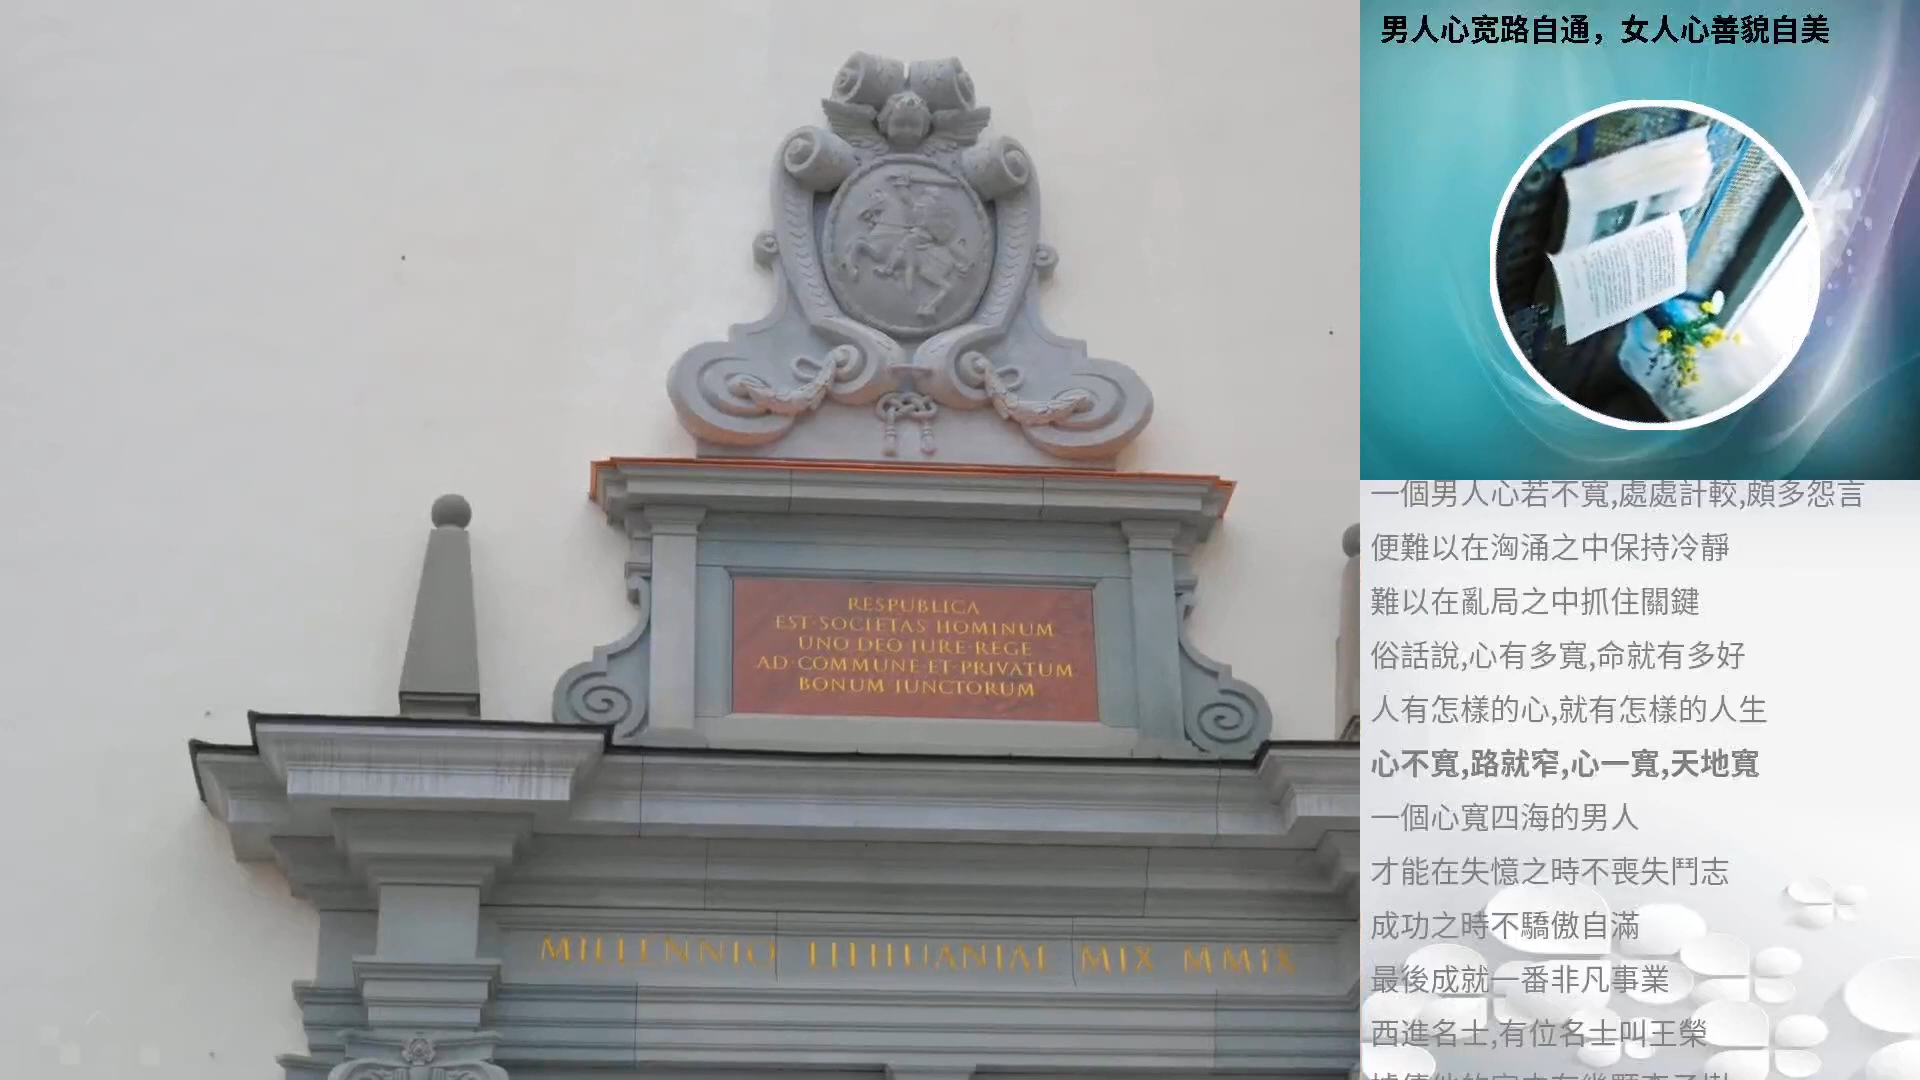 RESPUBLICA
EST·SOCIETAS HOMINUM
UNO DEO IURE·REGE
AD·COMMUNE·ET·PRIVATUM
BONUM IUNCTORUM
MILLENNIO LITHUANIAE MIX MMIX
男人心宽路自通，女人心善貌自美
一個男人心若不寬,處處計較,頗多怨言
便難以在洶涌之中保持冷靜
難以在亂局之中抓住關鍵
俗話說,心有多寬,命就有多好
人有怎樣的心,就有怎樣的人生
心不寬,路就窄,心一寬,天地寬
一個心寬四海的男人
才能在失憶之時不喪失鬥志
成功之時不驕傲自滿
最後成就一番非凡事業
西進名士,有位名士叫王榮